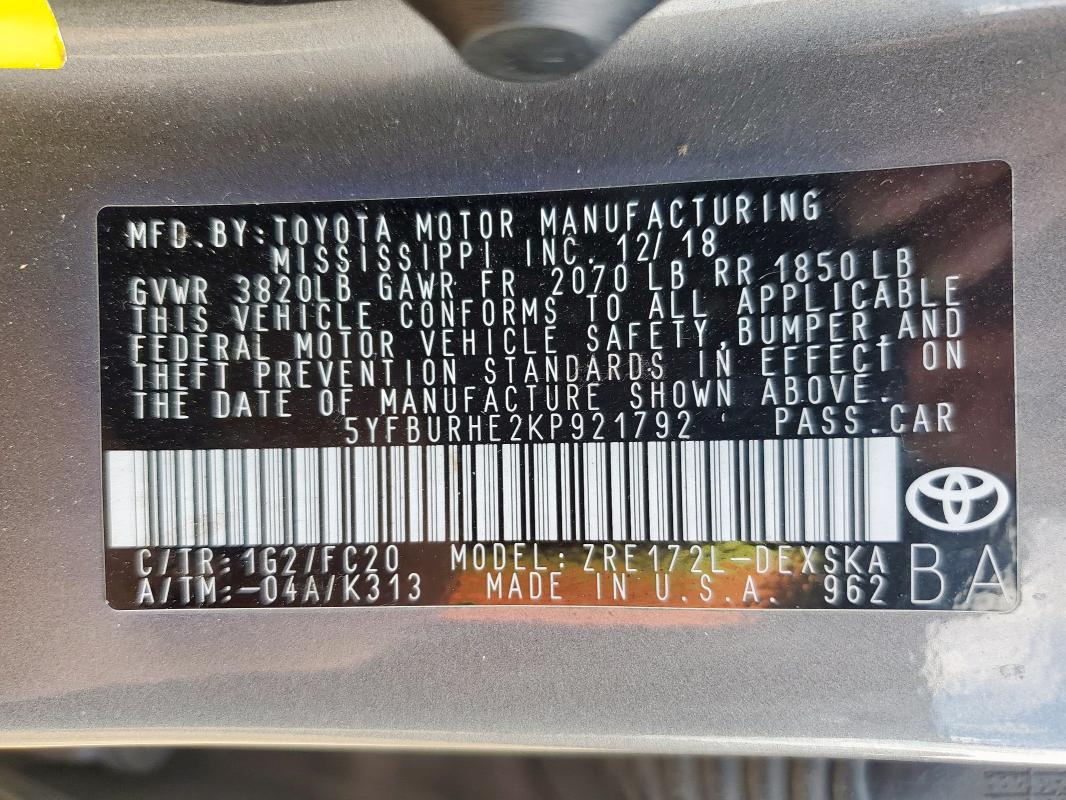 MFD.BY:TOYOTA MOTOR MANUFACTURING
MISSISSIPPI INC. 12/18
GVWR 3820LB GAWR FR 2070 LB RR 1850 LB
THIS VEHICLE CONFORMS TO ALL APPLICABLE
FEDERAL MOTOR VEHICLE SAFETY,BUMPER,AND
THEFT PREVENTION STANDARDS IN EFFECT ON
THE DATE OF MANUFACTURE SHOWN ABOVE.
5YFBURHE2KP921792 PASS.CAR
C/TR:1G2/FC20 MODEL:ZRE172L-DEXSKA
A/TM:-04A/K313 MADE IN U.S.A. 962 BA